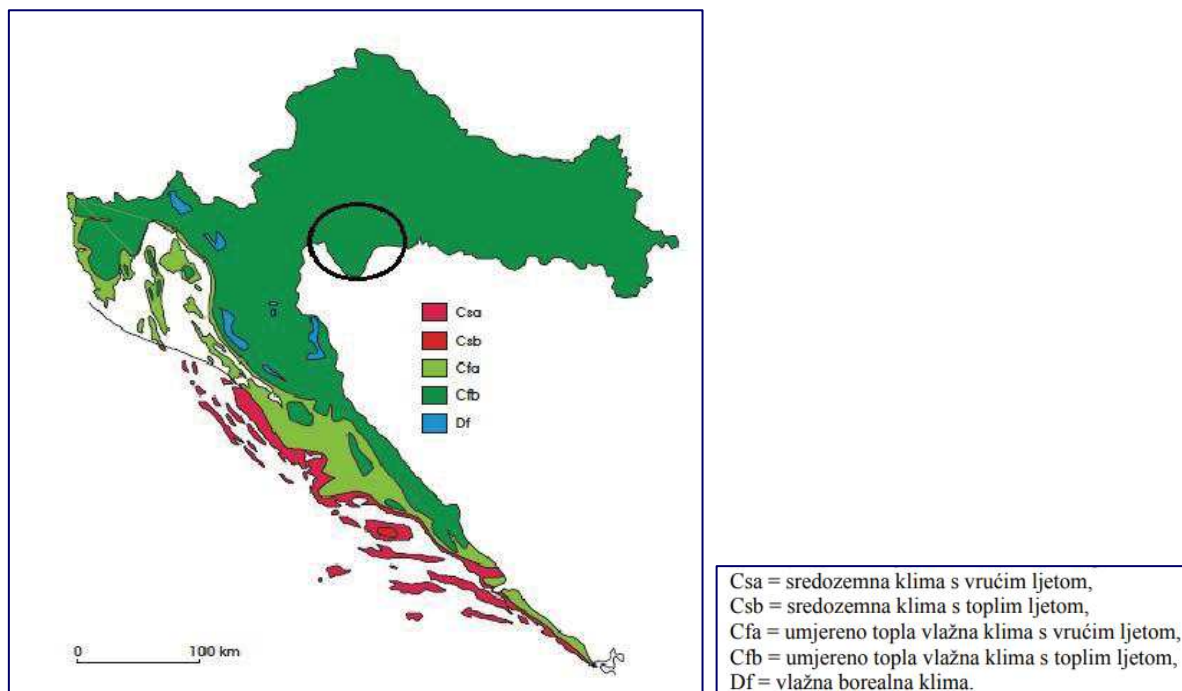 Csa
Csb
Čfa
Cfb
Df
0 100 km
Csa = sredozemna klima s vrućim ljetom,
Csb = sredozemna klima s toplim ljetom,
Cfa = umjereno topla vlažna klima s vrućim ljetom,
Cfb = umjereno topla vlažna klima s toplim ljetom,
Df = vlažna borealna klima.